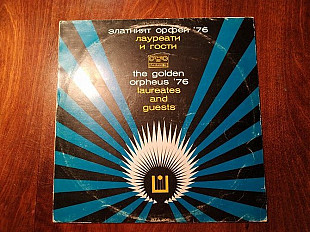 златният орфей '76
лауреати
и гости
the golden
orpheus '76
laureates
and
guests